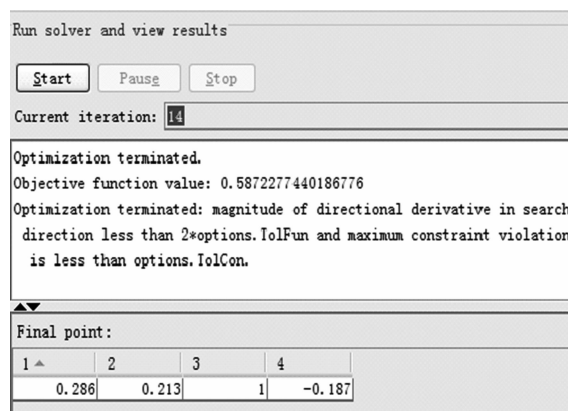 Run solver and view results
Start Pause Stop
Current iteration: 14
Optimization terminated.
Objective function value: 0.5872277440186776
Optimization terminated: magnitude of directional derivative in search
direction less than 2*options.IolFun and maximum constraint violation
is less than options.IolCon.
Final point:
1 2 3 4
0.286 0.213 1 -0.187